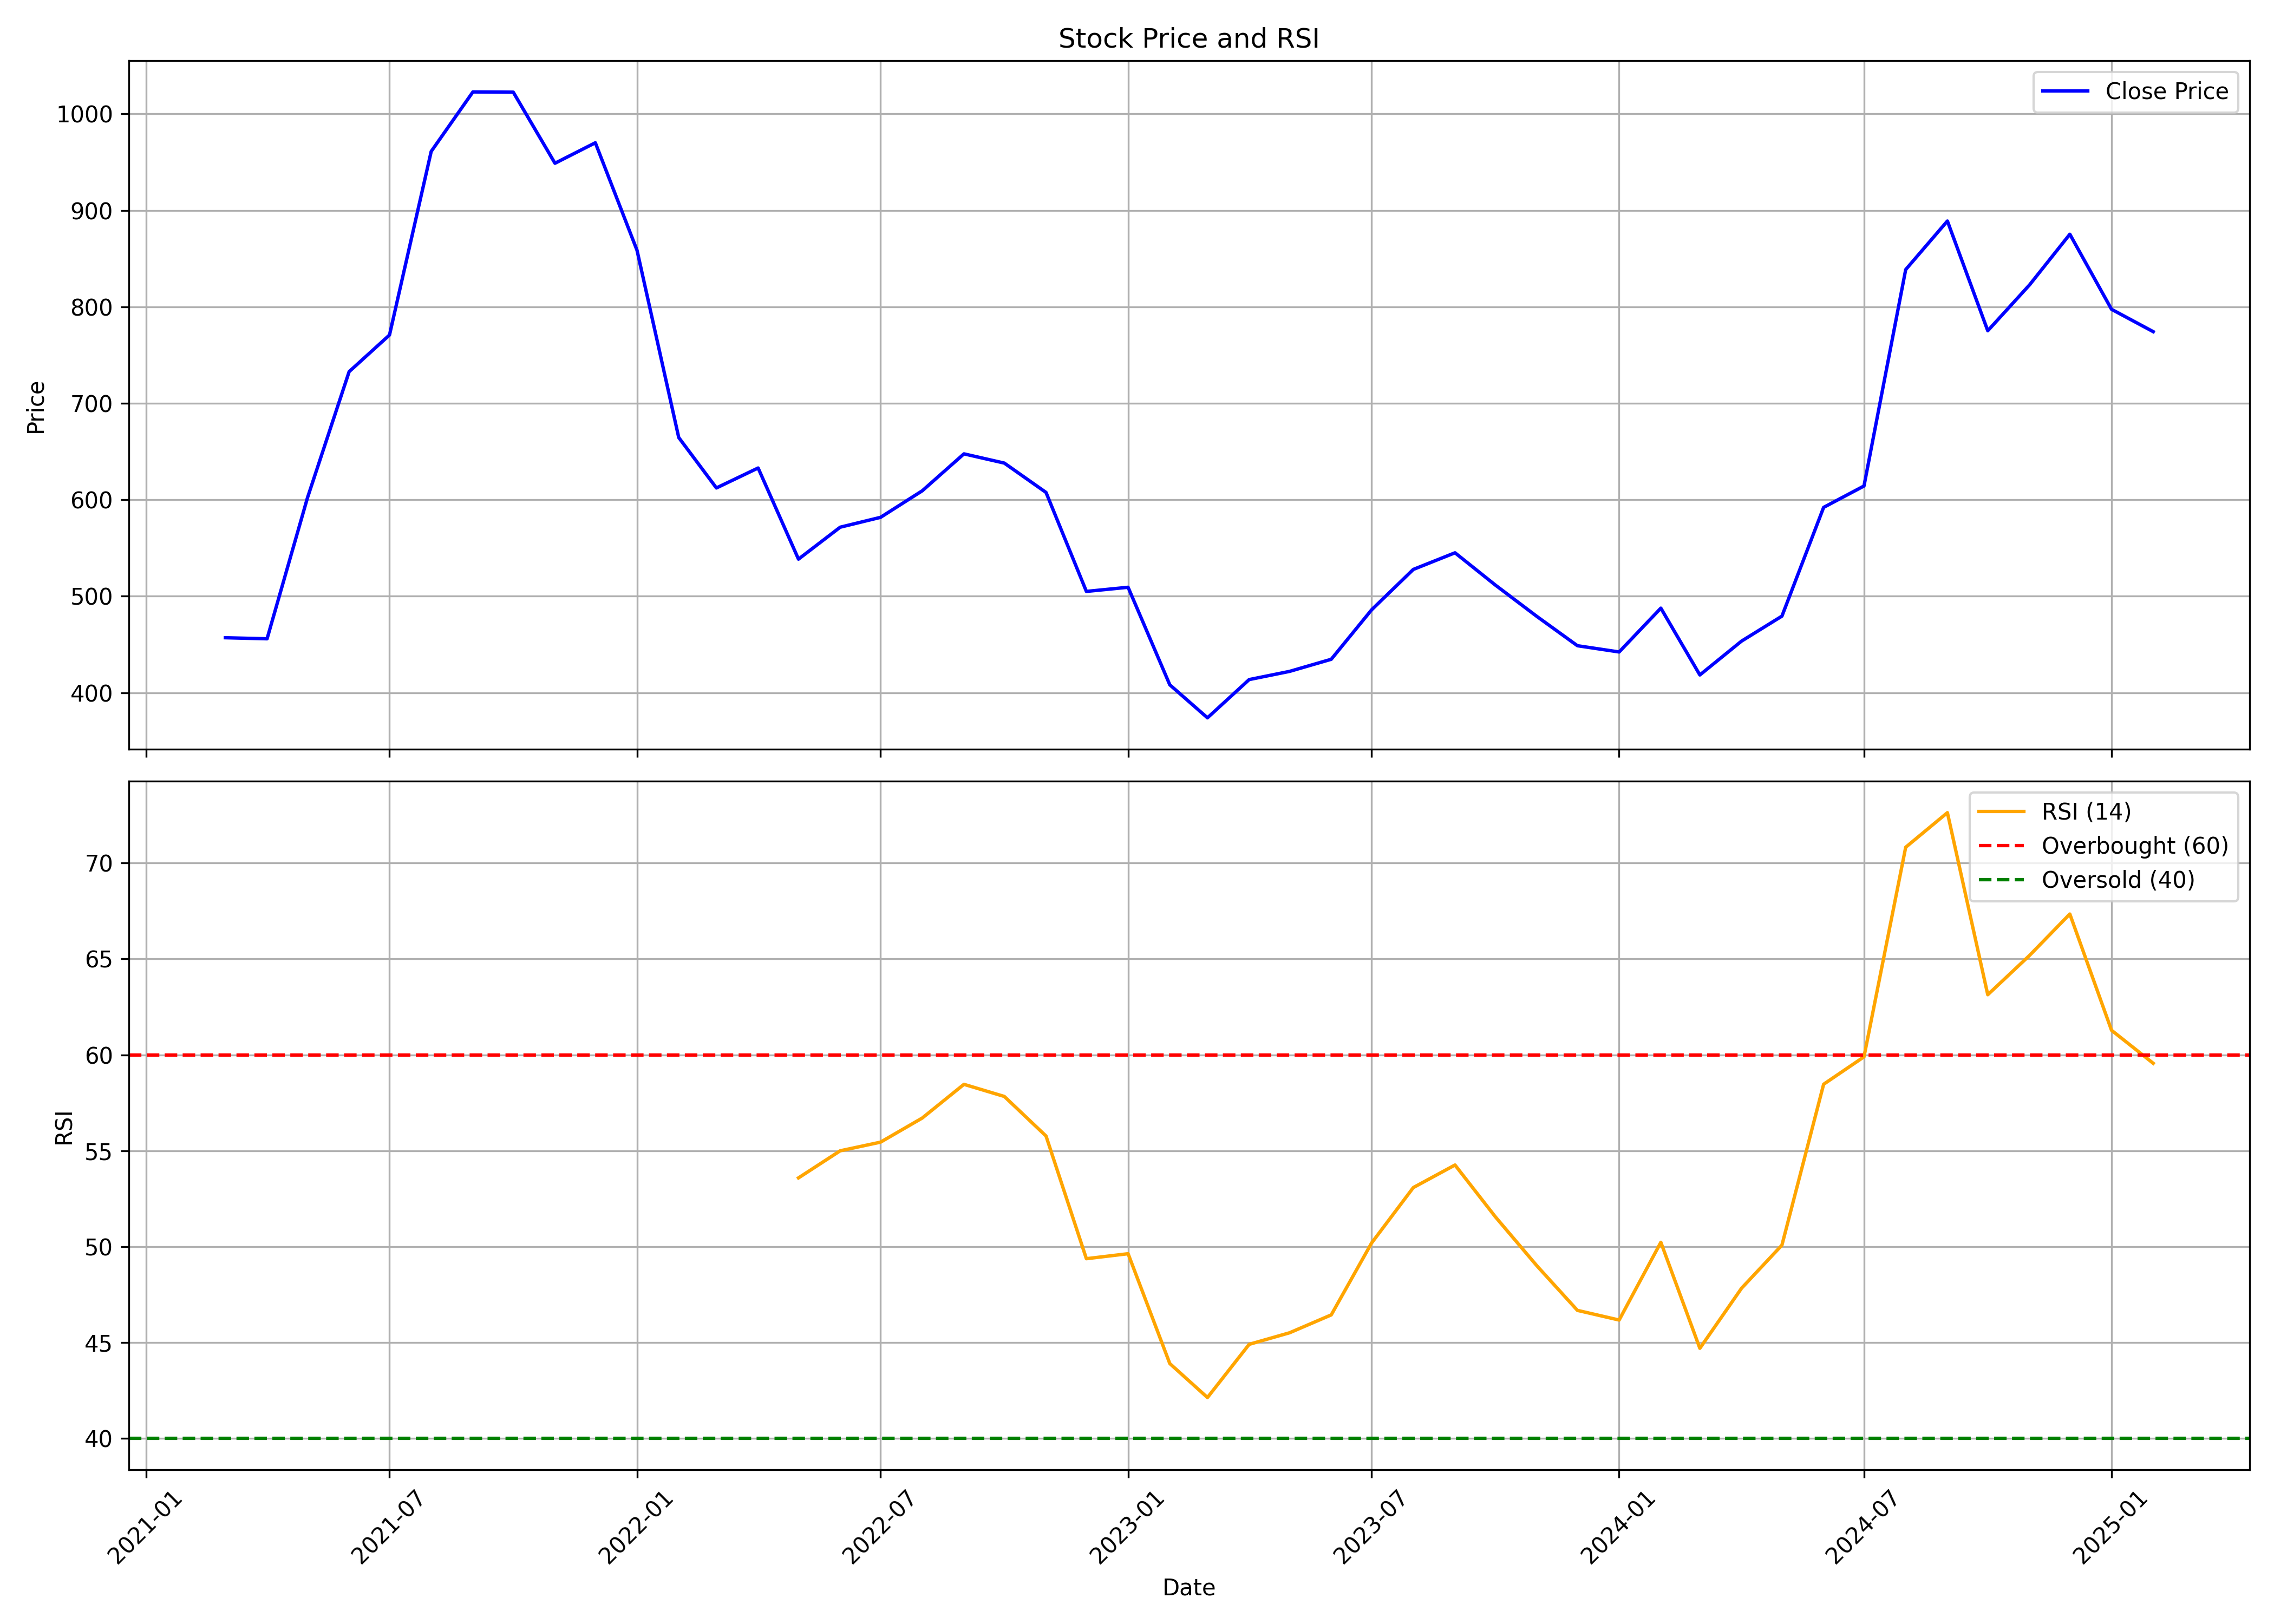 Stock Price and RSI
Price
1000
900
800
700
600
500
400
Close Price
RSI
70
65
60
55
50
45
40
RSI (14)
Overbought (60)
Oversold (40)
2021-01
2021-07
2022-01
2022-07
2023-01
2023-07
2024-01
2024-07
2025-01
Date